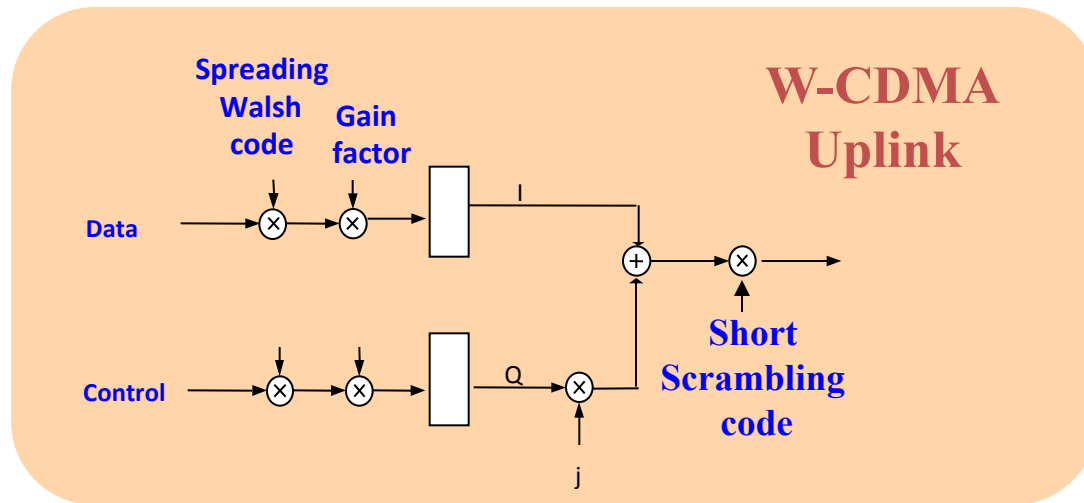 W-CDMA
Uplink
Spreading
Walsh
code
Gain
factor
Data
I
Control
Q
j
Short
Scrambling
code